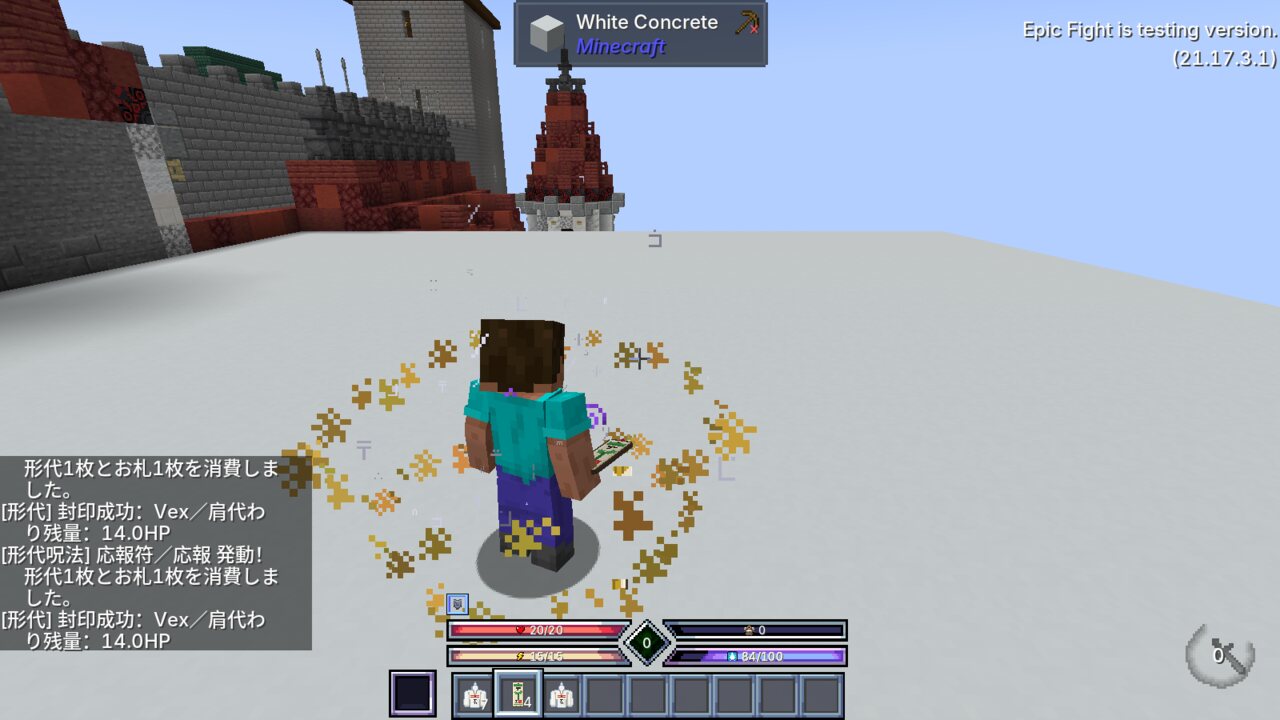 White Concrete
Minecraft
Epic Fight is testing version.
(21.17.3.1)
形代1枚とお札1枚を消費しま
した。
[形代] 封印成功: Vex／肩代わ
り残量: 14.0HP
[形代呪法] 応報符／応報 発動!
形代1枚とお札1枚を消費しま
した。
[形代] 封印成功: Vex／肩代わ
り残量: 14.0HP
20/20
0
0
15/15
84/100
7
4
0